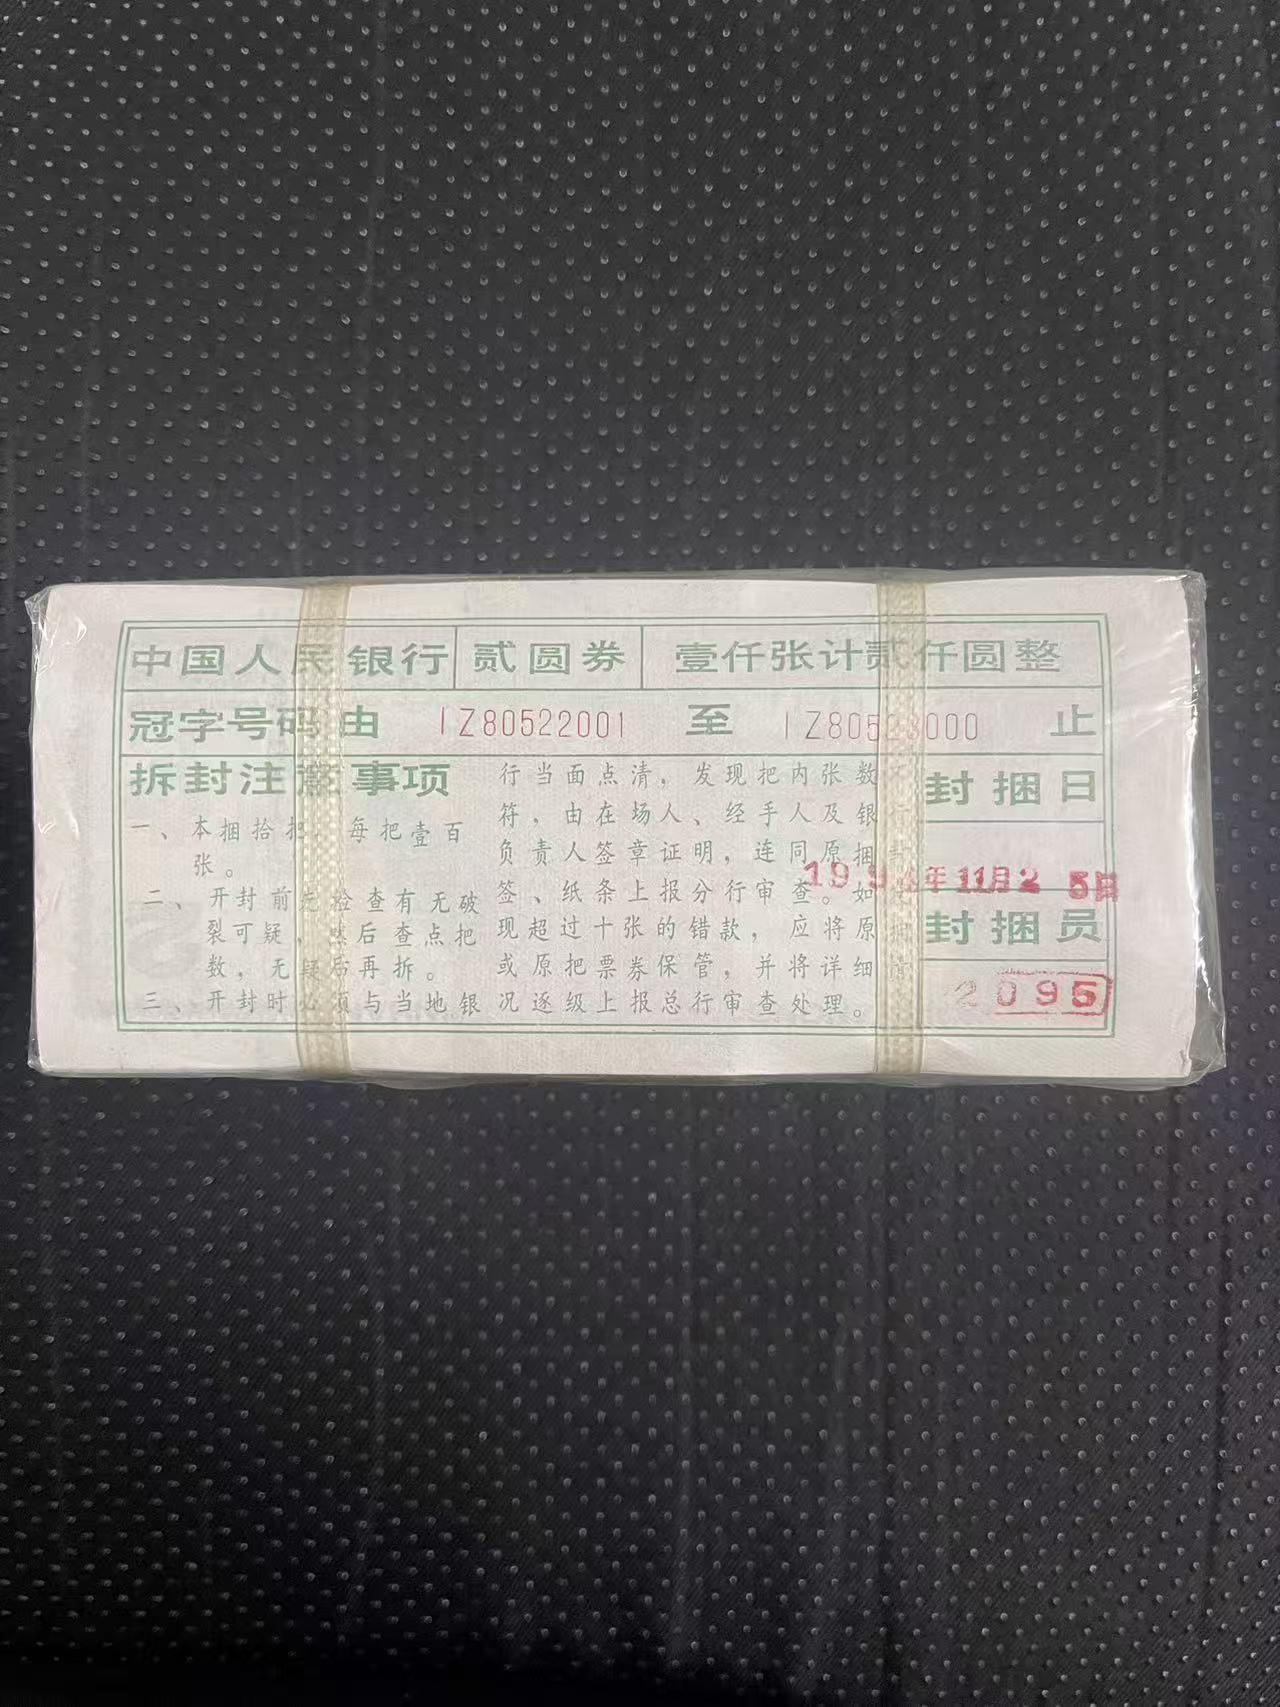 中国人民银行 贰圆券 壹仟张计贰仟圆整
冠字号码由 IZ80522001 至 IZ80523000 止
拆封注意事项
一、本捆拾把，每把壹百
张。
二、开封前先检查有无破
裂可疑，然后查点把
数，无疑后再拆。
三、开封时必须与当地银
行当面点清，发现把内张数
符，由在场人、经手人及银
负责人签章证明，连同原捆
签、纸条上报分行审查。如
现超过十张的错款，应将原
或原把票券保管，并将详细
况逐级上报总行审查处理。
封捆日
年11月25日
封捆员
2095